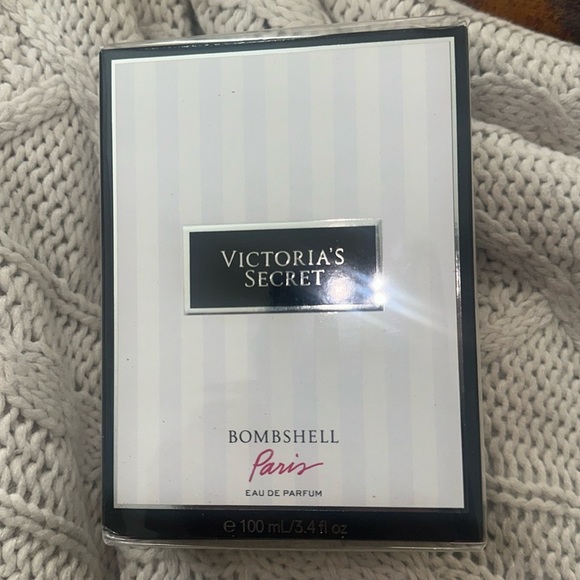 VICTORIA'S
SECRET
BOMBSHELL
Paris
EAU DE PARFUM
℮ 100 mL/3.4 fl oz